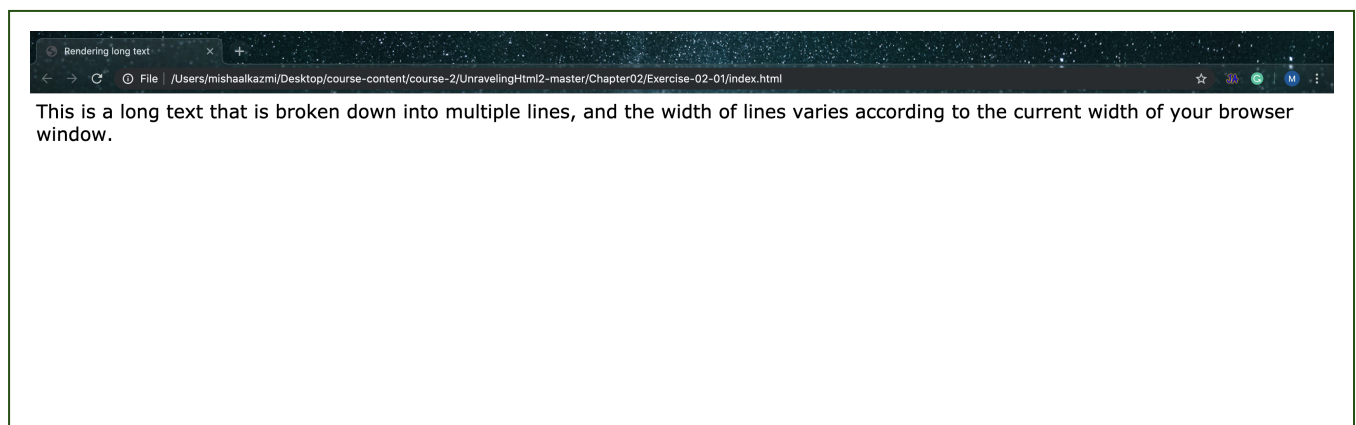 Rendering long text
File | /Users/mishaalkazmi/Desktop/course-content/course-2/UnravelingHtml2-master/Chapter02/Exercise-02-01/index.html
M
This is a long text that is broken down into multiple lines, and the width of lines varies according to the current width of your browser
window.